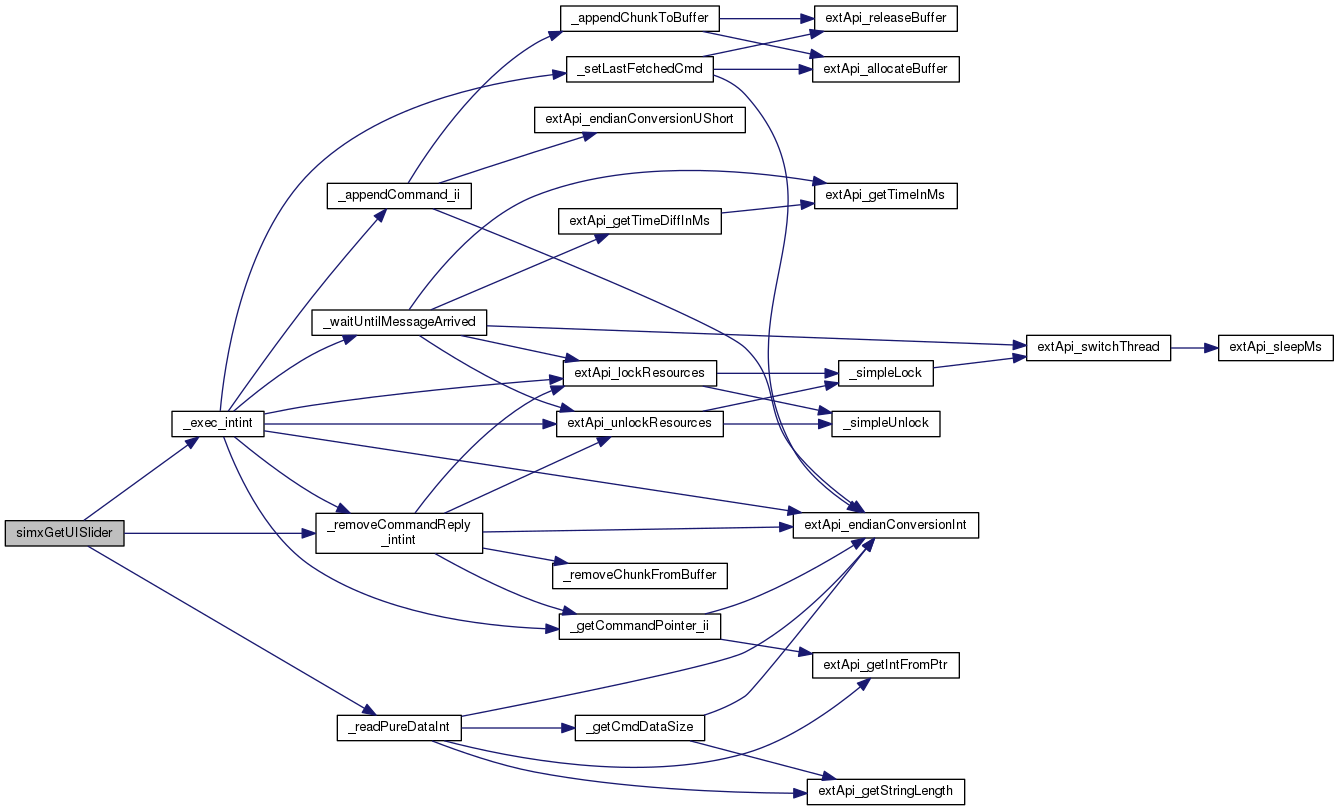 _appendChunkToBuffer
extApi_releaseBuffer
_setLastFetchedCmd
extApi_allocateBuffer
extApi_endianConversionUShort
_appendCommand_ii
extApi_getTimeInMs
extApi_getTimeDiffInMs
_waitUntilMessageArrived
extApi_switchThread
extApi_sleepMs
extApi_lockResources
_simpleLock
_exec_intint
extApi_unlockResources
_simpleUnlock
simxGetUISlider
_removeCommandReply
_intint
extApi_endianConversionInt
_removeChunkFromBuffer
_getCommandPointer_ii
extApi_getIntFromPtr
_readPureDataInt
_getCmdDataSize
extApi_getStringLength